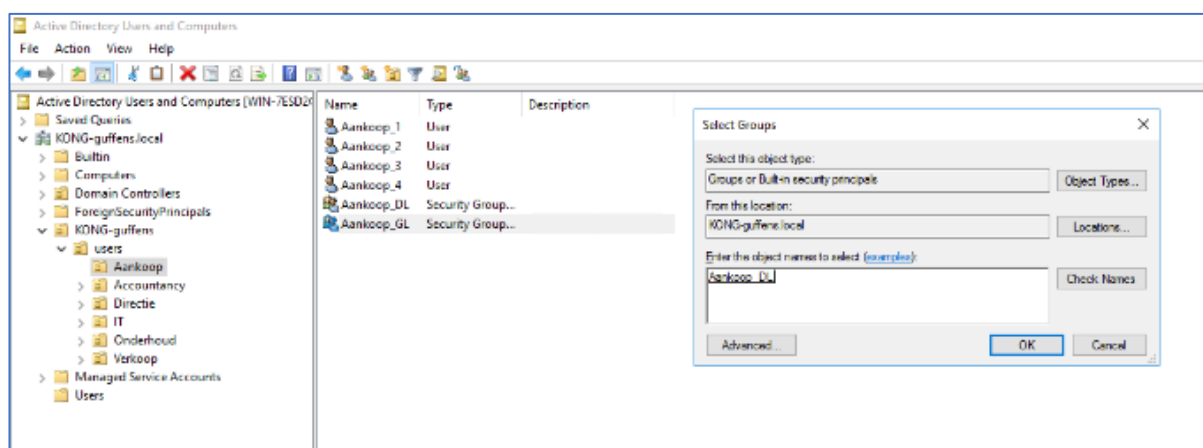 Active Directory Users and Computers
File Action View Help
Active Directory Users and Computers [WIN-7ESD2
Saved Queries
KONG-guffens.local
Builtin
Computers
Domain Controllers
ForeignSecurityPrincipals
KONG-guffens
users
Aankoop
Accountancy
Directie
IT
Onderhoud
Verkoop
Managed Service Accounts
Users
Name Type Description
Aankoop_1 User
Aankoop_2 User
Aankoop_3 User
Aankoop_4 User
Aankoop_DL Security Group...
Aankoop_GL Security Group...
Select Groups
Select this object type:
Groups or Built-in security principals Object Types...
From this location:
KONG-guffens.local Locations...
Enter the object names to select (examples):
Aankoop_DL Check Names
Advanced... OK Cancel